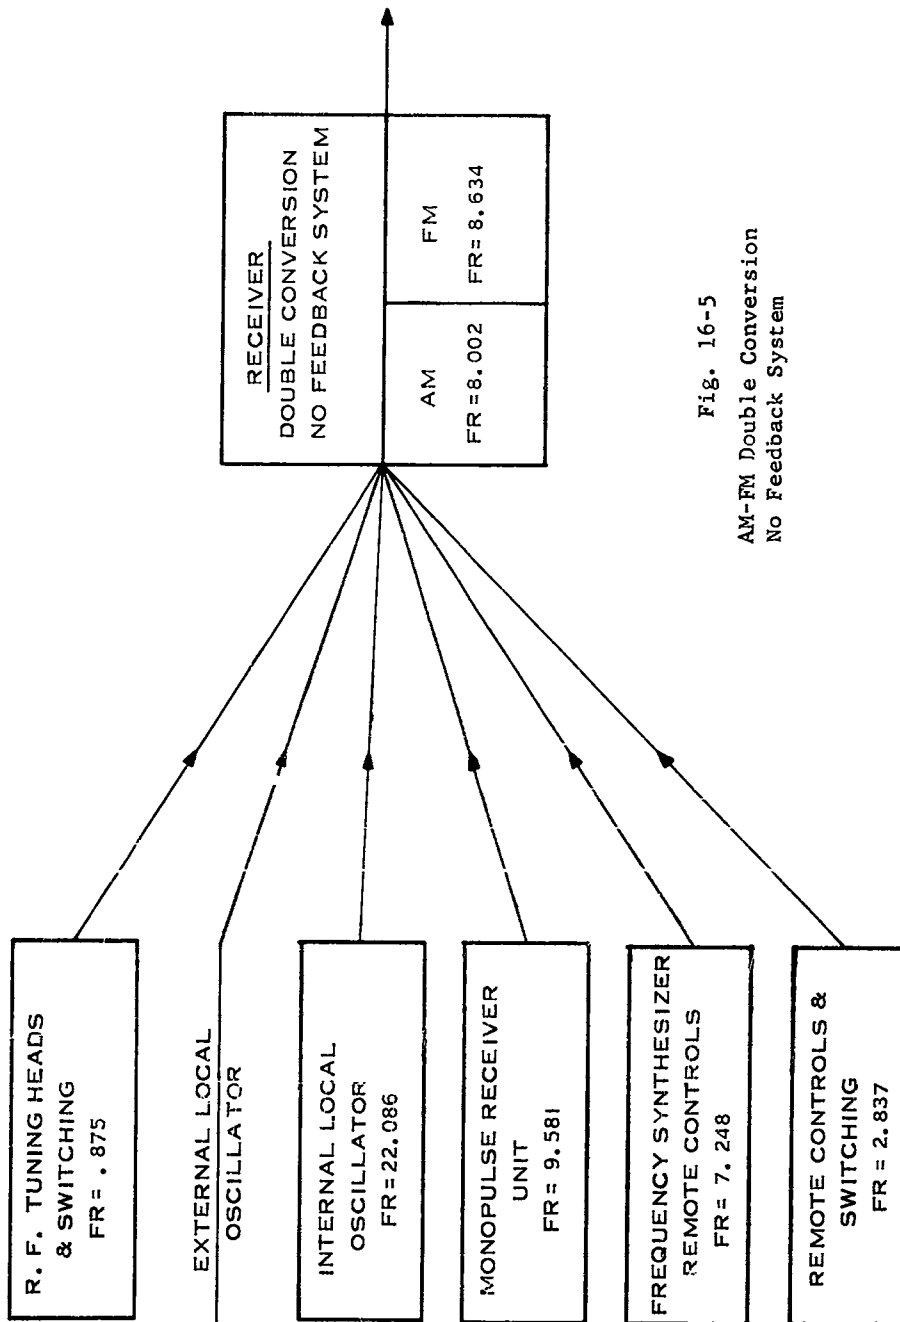 R. F. TUNING HEADS
& SWITCHING
FR = .875
EXTERNAL LOCAL
OSCILLATOR
INTERNAL LOCAL
OSCILLATOR
FR=22.086
MONOPULSE RECEIVER
UNIT
FR= 9.581
FREQUENCY SYNTHESIZER
REMOTE CONTROLS
FR= 7.248
REMOTE CONTROLS &
SWITCHING
FR = 2.837
RECEIVER
DOUBLE CONVERSION
NO FEEDBACK SYSTEM
AM
FR=8.002
FM
FR= 8.634
Fig. 16-5
AM-FM Double Conversion
No Feedback System